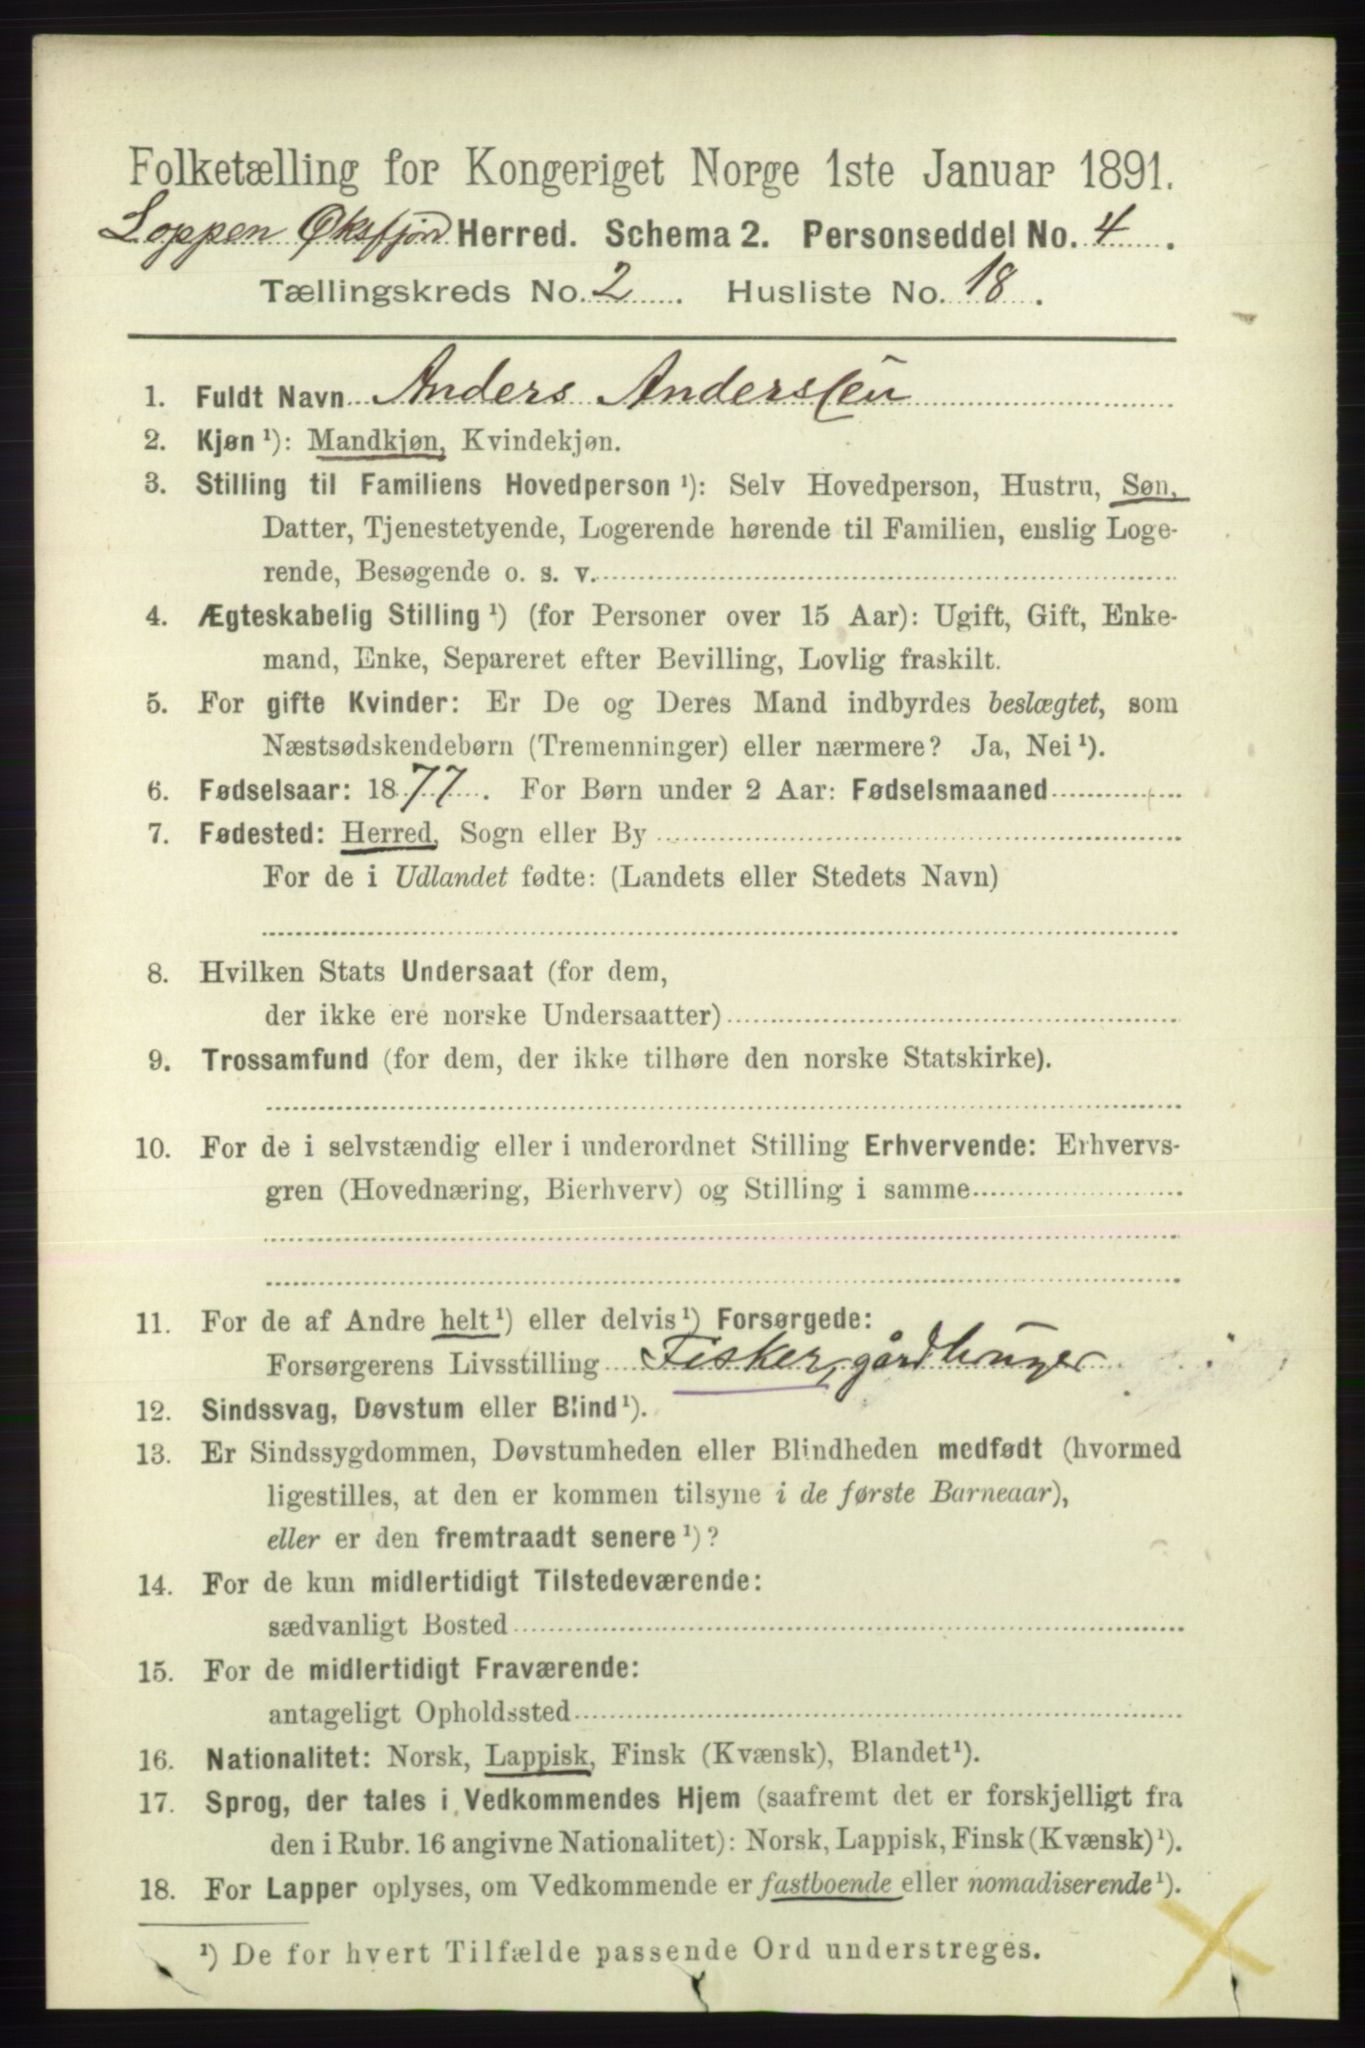 Folketælling for Kongeriget Norge 1ste Januar 1891.
Loppen Øksfjord Herred. Schema 2. Personseddel No. 4.
Tællingskreds No. 2. Husliste No. 18.
1. Fuldt Navn Anders Anderssen
2. Kjøn ¹): Mandkjøn, Kvindekjøn.
3. Stilling til Familiens Hovedperson ¹): Selv Hovedperson, Hustru, Søn,
Datter, Tjenestetyende, Logerende hørende til Familien, enslig Loge-
rende, Besøgende o. s. v.
4. Ægteskabelig Stilling ¹) (for Personer over 15 Aar): Ugift, Gift, Enke-
mand, Enke, Separeret efter Bevilling, Lovlig fraskilt.
5. For gifte Kvinder: Er De og Deres Mand indbyrdes beslægtet, som
Næstsødskendebørn (Tremenninger) eller nærmere? Ja, Nei ¹).
6. Fødselsaar: 1877. For Børn under 2 Aar: Fødselsmaaned
7. Fødested: Herred, Sogn eller By
For de i Udlandet fødte: (Landets eller Stedets Navn)
8. Hvilken Stats Undersaat (for dem,
der ikke ere norske Undersaatter)
9. Trossamfund (for dem, der ikke tilhøre den norske Statskirke).
10. For de i selvstændig eller i underordnet Stilling Erhvervende: Erhvervs-
gren (Hovednæring, Bierhverv) og Stilling i samme
11. For de af Andre helt ¹) eller delvis ¹) Forsørgede:
Forsørgerens Livsstilling Fisker, gårdbruger
12. Sindssvag, Døvstum eller Blind ¹).
13. Er Sindssygdommen, Døvstumheden eller Blindheden medfødt (hvormed
ligestilles, at den er kommen tilsyne i de første Barneaar),
eller er den fremtraadt senere ¹)?
14. For de kun midlertidigt Tilstedeværende:
sædvanligt Bosted
15. For de midlertidigt Fraværende:
antageligt Opholdssted
16. Nationalitet: Norsk, Lappisk, Finsk (Kvænsk), Blandet ¹).
17. Sprog, der tales i Vedkommendes Hjem (saafremt det er forskjelligt fra
den i Rubr. 16 angivne Nationalitet): Norsk, Lappisk, Finsk (Kvænsk) ¹).
18. For Lapper oplyses, om Vedkommende er fastboende eller nomadiserende ¹).
¹) De for hvert Tilfælde passende Ord understreges.